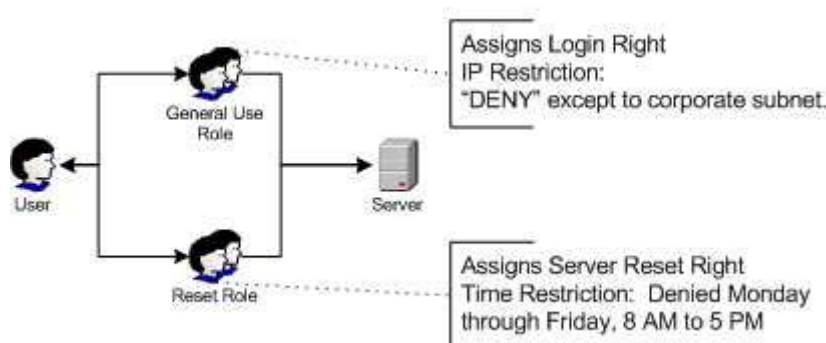 Assigns Login Right
IP Restriction:
“DENY” except to corporate subnet.
General Use
Role
User
Server
Reset Role
Assigns Server Reset Right
Time Restriction:  Denied Monday
through Friday, 8 AM to 5 PM